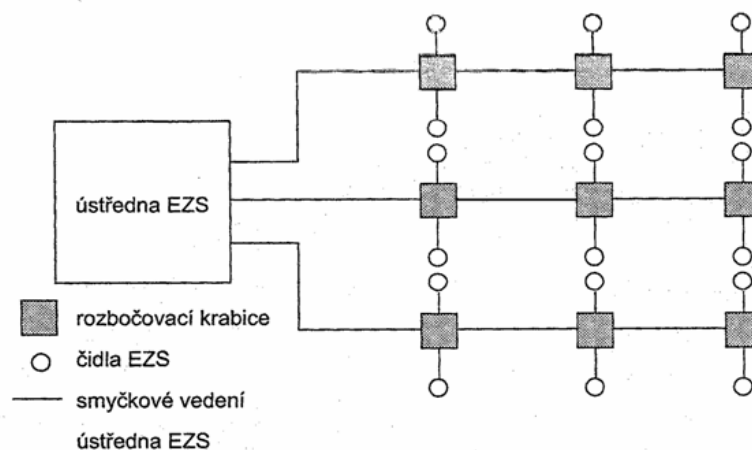 ústředna EZS
rozbočovací krabice
čidla EZS
smyčkové vedení
ústředna EZS